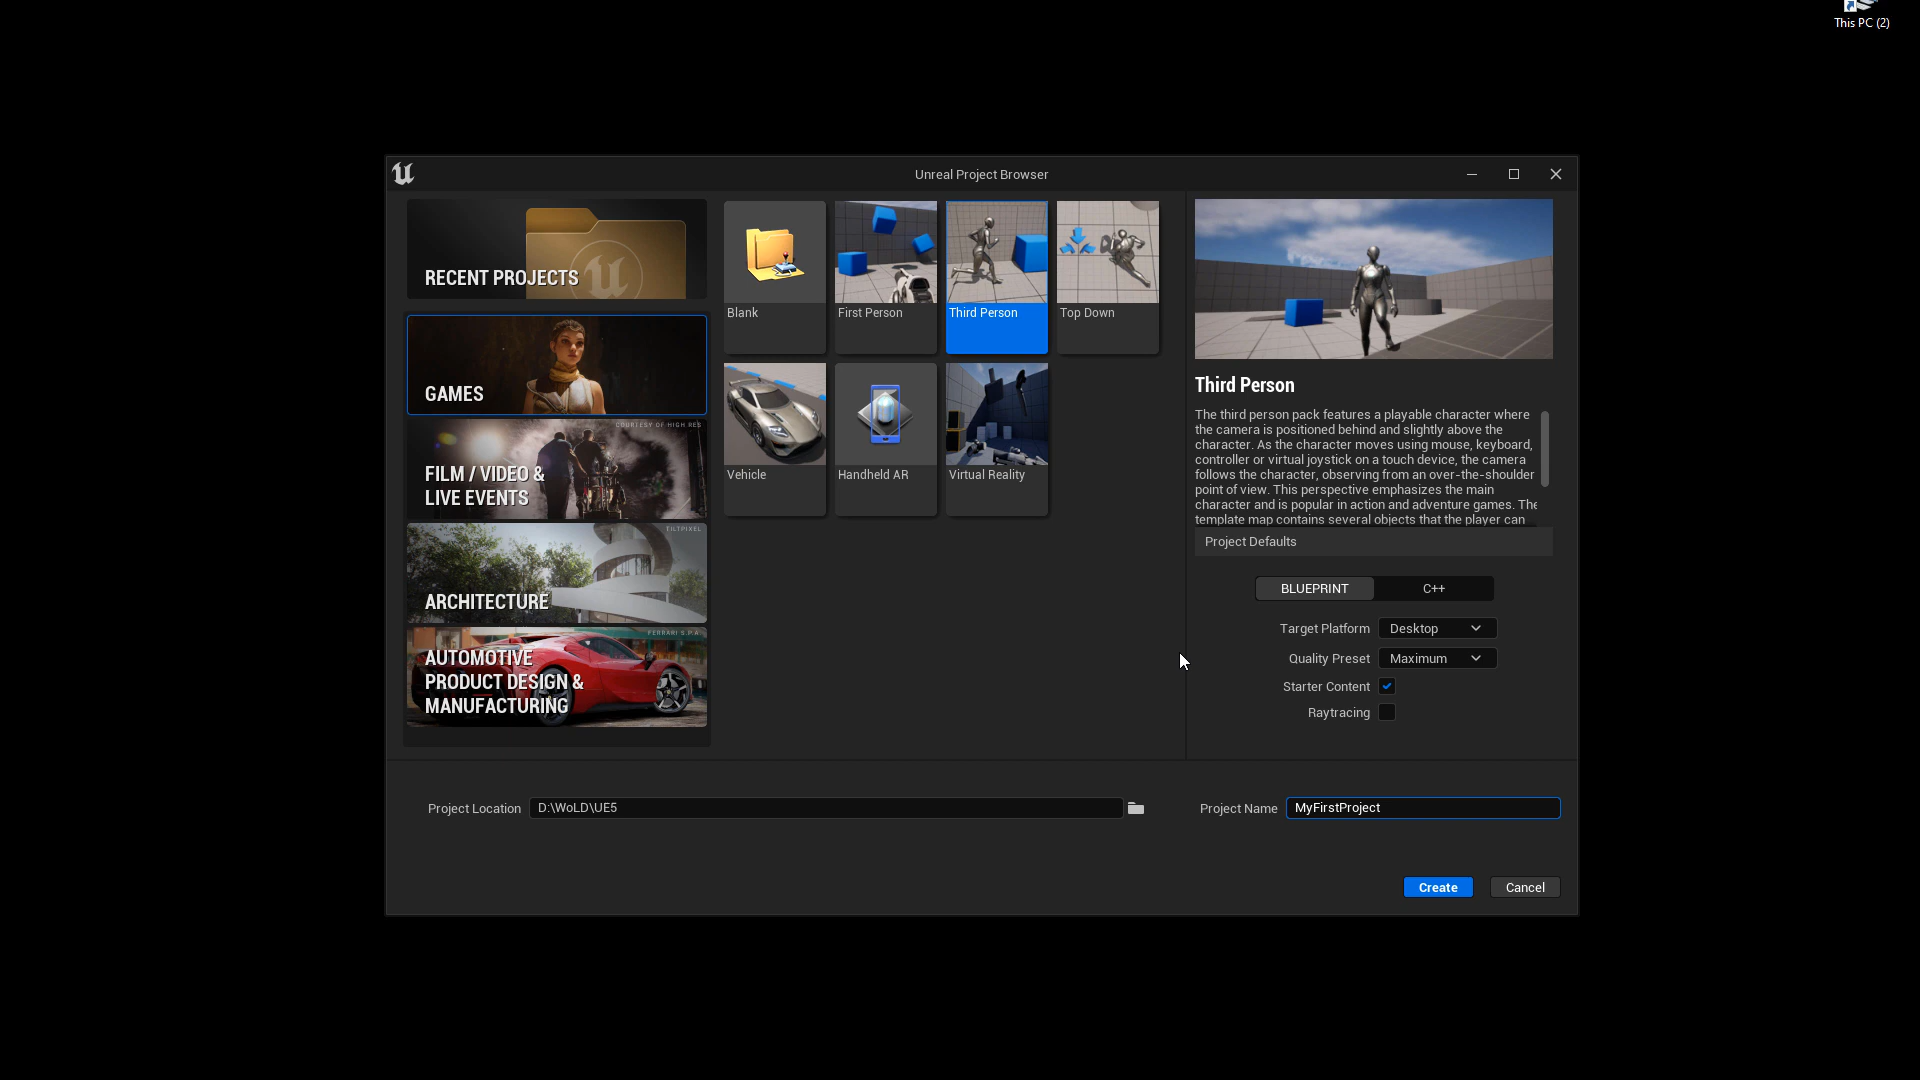 This PC (2)
Unreal Project Browser
RECENT PROJECTS
GAMES
COURTESY OF HIGH RES
FILM / VIDEO &
LIVE EVENTS
TILTPIXEL
ARCHITECTURE
FERRARI S.P.A.
AUTOMOTIVE
PRODUCT DESIGN &
MANUFACTURING
Blank
First Person
Third Person
Top Down
Vehicle
Handheld AR
Virtual Reality
Third Person
The third person pack features a playable character where
the camera is positioned behind and slightly above the
character. As the character moves using mouse, keyboard,
controller or virtual joystick on a touch device, the camera
follows the character, observing from an over-the-shoulder
point of view. This perspective emphasizes the main
character and is popular in action and adventure games. The
template map contains several objects that the player can
Project Defaults
BLUEPRINT
C++
Target Platform
Desktop
Quality Preset
Maximum
Starter Content
Raytracing
Project Location
D:\WoLD\UE5
Project Name
MyFirstProject
Create
Cancel